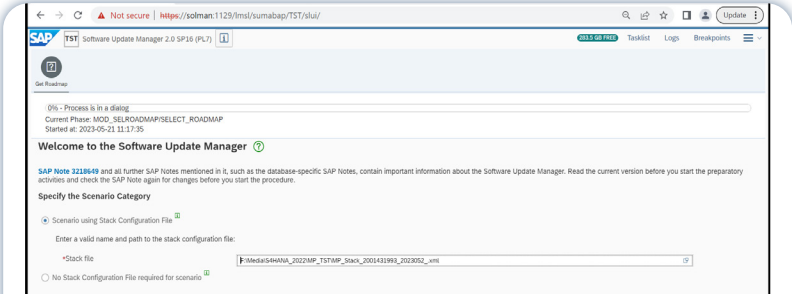 Not secure | https://solman:1129/lmsl/sumabap/TST/slui/
Update
SAP TST Software Update Manager 2.0 SP16 (PL7) i 283.5 GB FREE Tasklist Logs Breakpoints
?
Get Roadmap
0% - Process is in a dialog
Current Phase: MOD_SELROADMAP/SELECT_ROADMAP
Started at: 2023-05-21 11:17:35
Welcome to the Software Update Manager ?
SAP Note 3218649 and all further SAP Notes mentioned in it, such as the database-specific SAP Notes, contain important information about the Software Update Manager. Read the current version before you start the preparatory
activities and check the SAP Note again for changes before you start the procedure.
Specify the Scenario Category
Scenario using Stack Configuration File
Enter a valid name and path to the stack configuration file:
*Stack file F:\Media\S4HANA_2022\MP_TST\MP_Stack_2001431993_2023052_.xml
No Stack Configuration File required for scenario